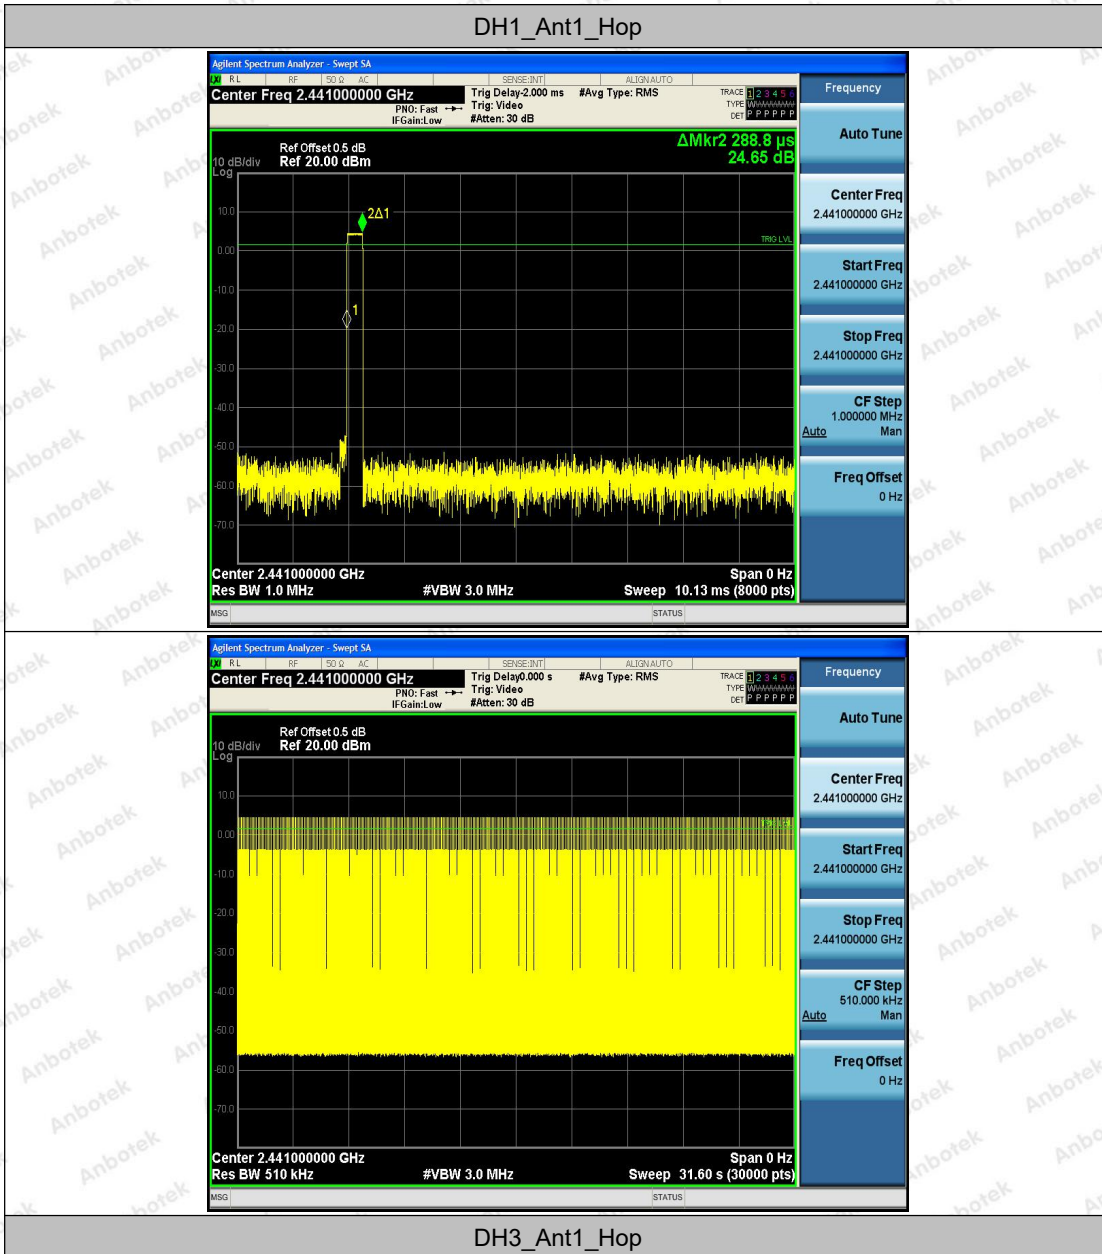 DH1_Ant1_Hop
Agilent Spectrum Analyzer - Swept SA
LXI RL RF 50 Ω AC SENSE:INT ALIGNAUTO
Center Freq 2.441000000 GHz
PNO: Fast
IFGain:Low
Trig Delay-2.000 ms
Trig: Video
#Atten: 30 dB
#Avg Type: RMS
TRACE 1 2 3 4 5 6
TYPE
DET P P P P P P
Frequency
Auto Tune
ΔMkr2 288.8 µs
24.65 dB
Ref Offset 0.5 dB
10 dB/div Ref 20.00 dBm
Log
Center Freq
2.441000000 GHz
10.0
2Δ1
TRIG LVL
0.00
Start Freq
2.441000000 GHz
-10.0
1
-20.0
Stop Freq
2.441000000 GHz
-30.0
-40.0
CF Step
1.000000 MHz
Auto Man
-50.0
-60.0
Freq Offset
0 Hz
-70.0
Center 2.441000000 GHz Span 0 Hz
Res BW 1.0 MHz #VBW 3.0 MHz Sweep 10.13 ms (8000 pts)
MSG STATUS
Agilent Spectrum Analyzer - Swept SA
LXI RL RF 50 Ω AC SENSE:INT ALIGNAUTO
Center Freq 2.441000000 GHz
PNO: Fast
IFGain:Low
Trig Delay0.000 s
Trig: Video
#Atten: 30 dB
#Avg Type: RMS
TRACE 1 2 3 4 5 6
TYPE
DET P P P P P P
Frequency
Auto Tune
Ref Offset 0.5 dB
10 dB/div Ref 20.00 dBm
Log
Center Freq
2.441000000 GHz
10.0
0.00
Start Freq
2.441000000 GHz
-10.0
-20.0
Stop Freq
2.441000000 GHz
-30.0
-40.0
CF Step
510.000 kHz
Auto Man
-50.0
-60.0
Freq Offset
0 Hz
-70.0
Center 2.441000000 GHz Span 0 Hz
Res BW 510 kHz #VBW 3.0 MHz Sweep 31.60 s (30000 pts)
MSG STATUS
DH3_Ant1_Hop